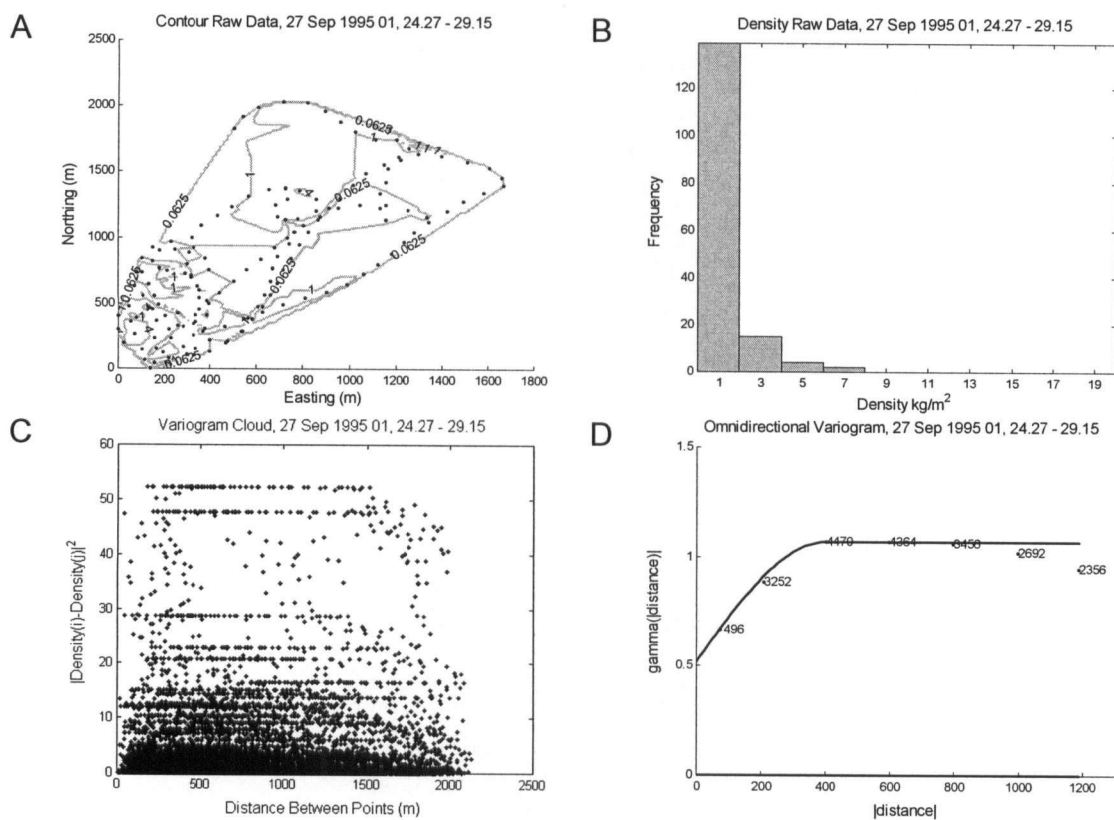 A
Contour Raw Data, 27 Sep 1995 01, 24.27 - 29.15
2500
2000
1500
1000
500
0
Northing (m)
0 200 400 600 800 1000 1200 1400 1600 1800
Easting (m)
0.0625
0.0625
0.0625
0.0625
0.0625
0.0625
0.0625
1
1
1
B
Density Raw Data, 27 Sep 1995 01, 24.27 - 29.15
120
100
80
60
40
20
0
Frequency
1 3 5 7 9 11 13 15 17 19
Density kg/m²
C
Variogram Cloud, 27 Sep 1995 01, 24.27 - 29.15
60
50
40
30
20
10
0
|Density(i)-Density(j)|²
0 500 1000 1500 2000 2500
Distance Between Points (m)
D
Omnidirectional Variogram, 27 Sep 1995 01, 24.27 - 29.15
1.5
1
0.5
0
gamma(|distance)|
4470 4364 3456 2692
2356
3252
496
0 200 400 600 800 1000 1200
|distance|